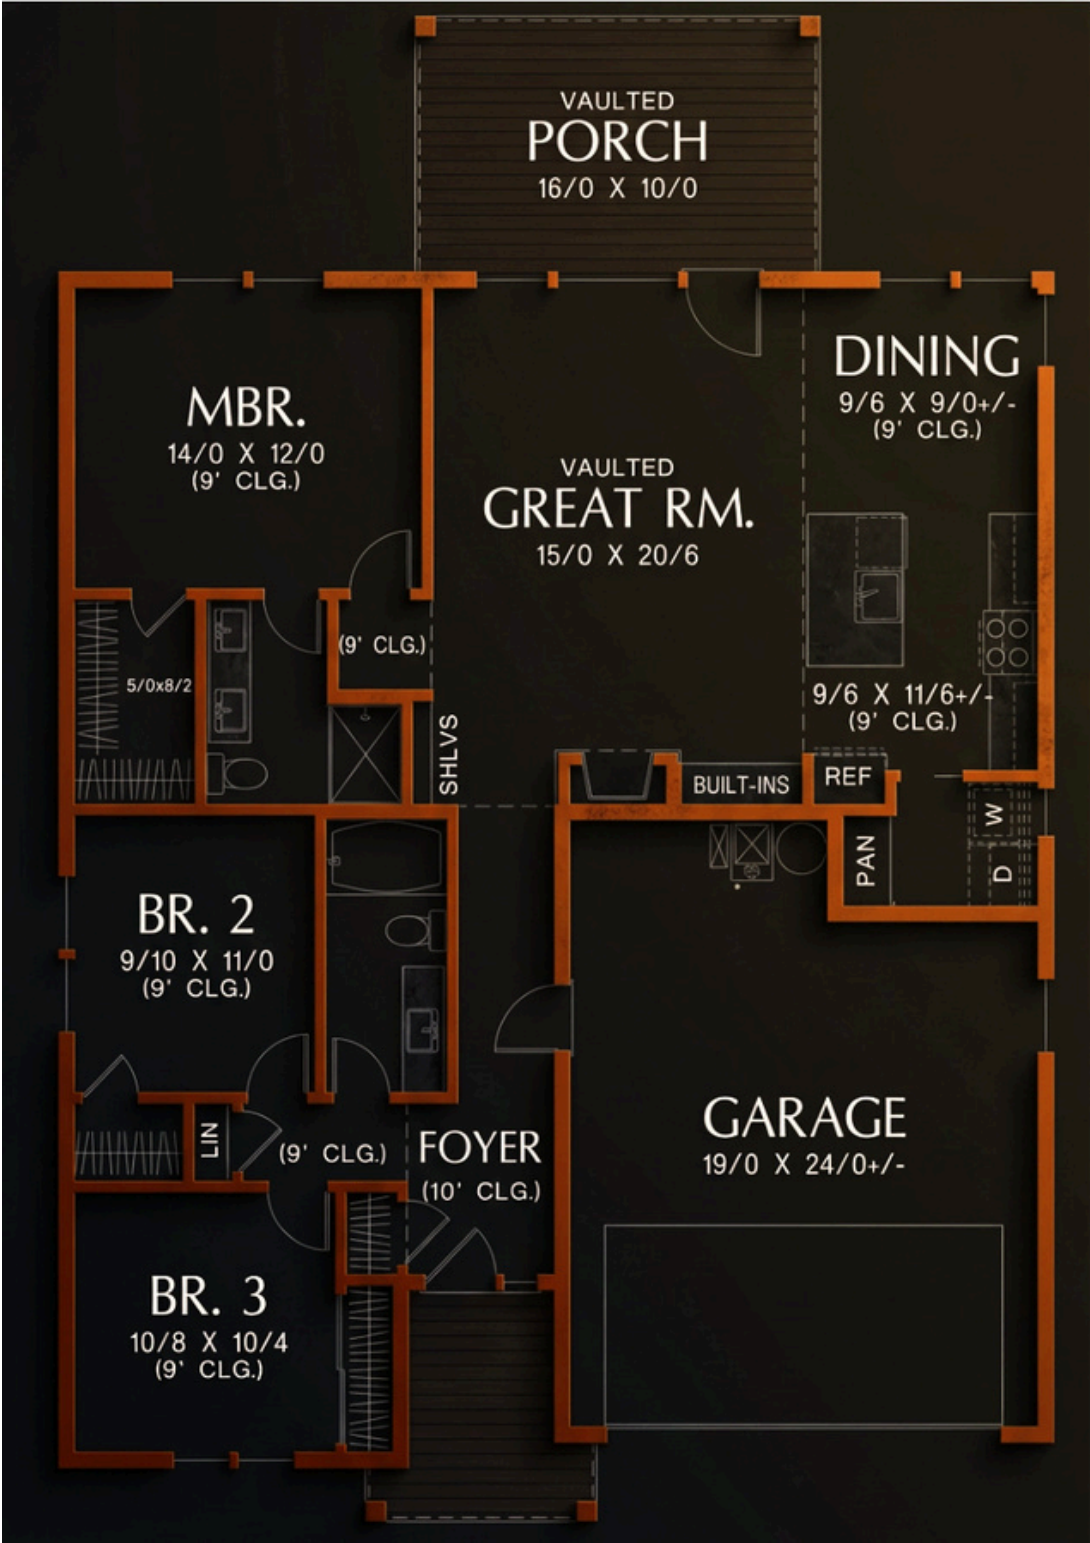 VAULTED
PORCH
16/0 X 10/0
DINING
9/6 X 9/0+/-
(9' CLG.)
MBR.
14/0 X 12/0
(9' CLG.)
VAULTED
GREAT RM.
15/0 X 20/6
(9' CLG.)
5/0x8/2
9/6 X 11/6+/-
(9' CLG.)
SHLVS
BUILT-INS
REF
W
D
PAN
BR. 2
9/10 X 11/0
(9' CLG.)
GARAGE
19/0 X 24/0+/-
LIN
(9' CLG.)
FOYER
(10' CLG.)
BR. 3
10/8 X 10/4
(9' CLG.)